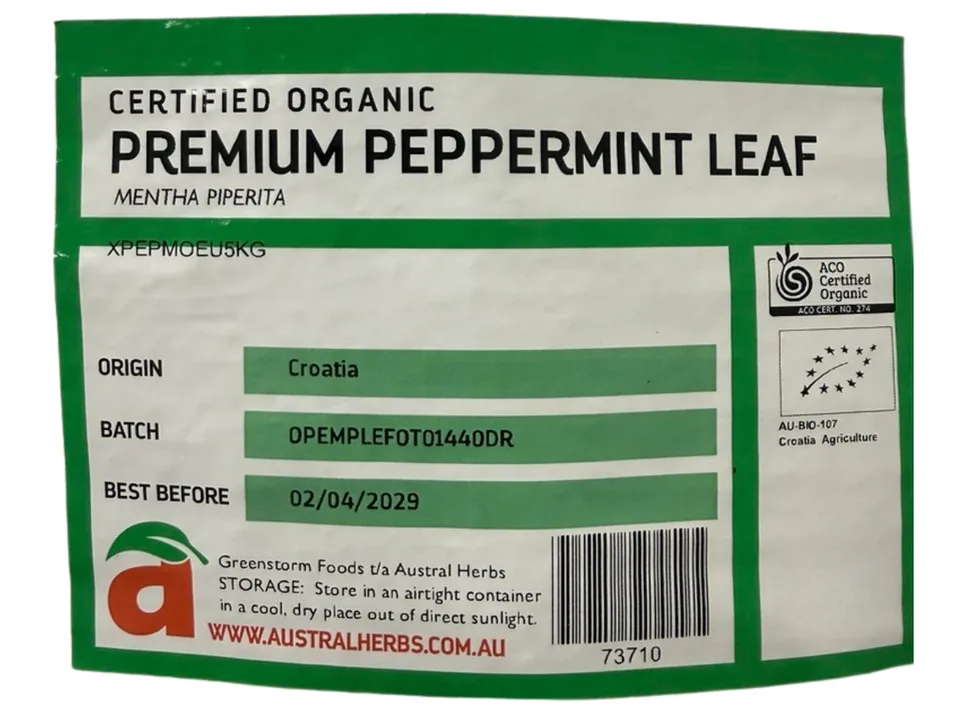 CERTIFIED ORGANIC
PREMIUM PEPPERMINT LEAF
MENTHA PIPERITA
XPEPMOEU5KG
ORIGIN Croatia
BATCH OPEMPLEFOT01440DR
BEST BEFORE 02/04/2029
a
Greenstorm Foods t/a Austral Herbs
STORAGE: Store in an airtight container
in a cool, dry place out of direct sunlight.
WWW.AUSTRALHERBS.COM.AU
73710
ACO
Certified
Organic
ACO CERT. NO. 274
AU-BIO-107
Croatia Agriculture